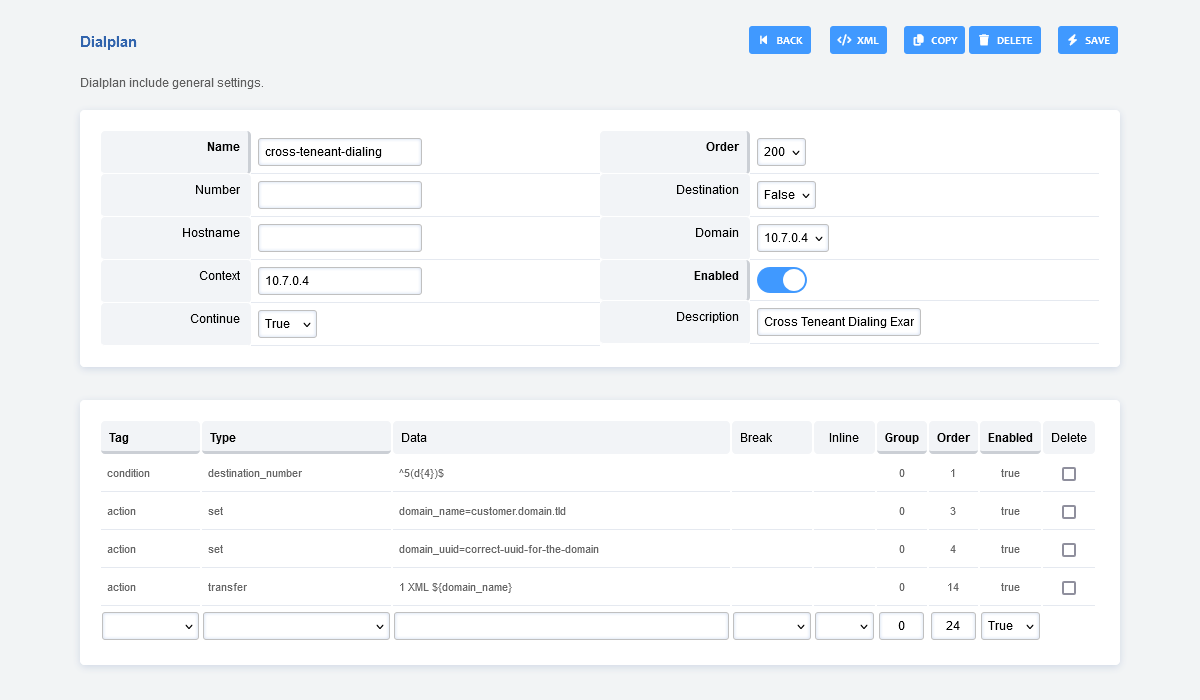 Dialplan
BACK
XML
COPY
DELETE
SAVE
Dialplan include general settings.
Name cross-teneant-dialing
Order 200
Number
Destination False
Hostname
Domain 10.7.0.4
Context 10.7.0.4
Enabled
Continue True
Description Cross Teneant Dialing Exar
Tag Type Data Break Inline Group Order Enabled Delete
condition destination_number ^5(d{4})$ 0 1 true
action set domain_name=customer.domain.tld 0 3 true
action set domain_uuid=correct-uuid-for-the-domain 0 4 true
action transfer 1 XML ${domain_name} 0 14 true
0 24 True